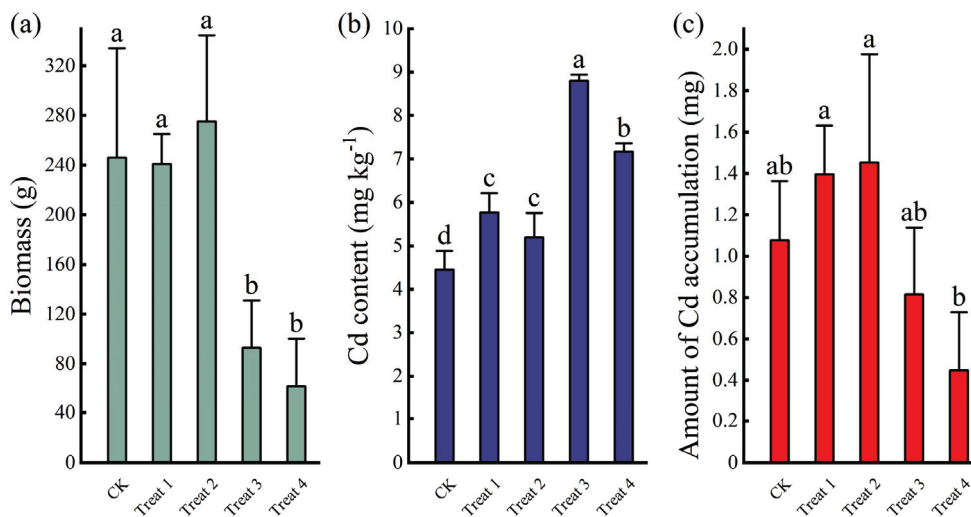 (a)
Biomass (g)
320
280
240
200
160
120
80
40
0
a
a
a
b
b
CK
Treat 1
Treat 2
Treat 3
Treat 4
(b)
Cd content (mg kg⁻¹)
10
9
8
7
6
5
4
3
2
1
0
d
c
c
a
b
CK
Treat 1
Treat 2
Treat 3
Treat 4
(c)
Amount of Cd accumulation (mg)
2.0
1.8
1.6
1.4
1.2
1.0
0.8
0.6
0.4
0.2
0.0
ab
a
a
ab
b
CK
Treat 1
Treat 2
Treat 3
Treat 4